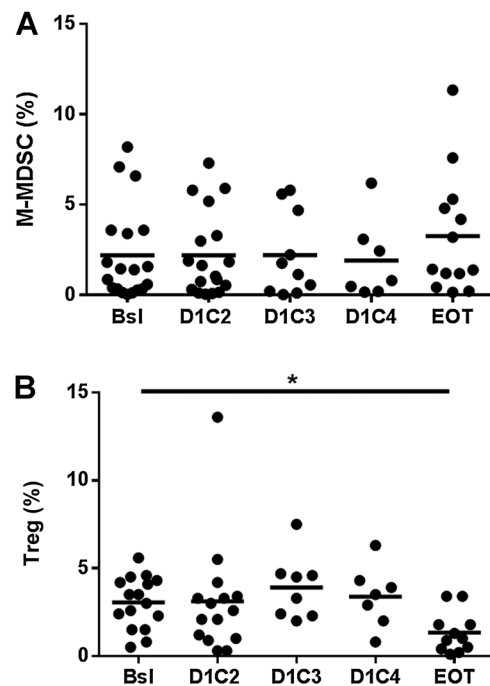 A
M-MDSC (%)
15
10
5
0
Bsl D1C2 D1C3 D1C4 EOT
B
*
Treg (%)
15
10
5
0
Bsl D1C2 D1C3 D1C4 EOT